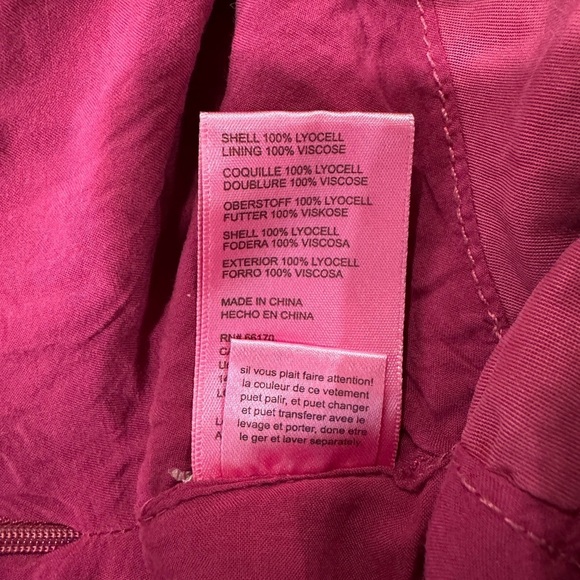 SHELL 100% LYOCELL
LINING 100% VISCOSE
COQUILLE 100% LYOCELL
DOUBLURE 100% VISCOSE
OBERSTOFF 100% LYOCELL
FUTTER 100% VISKOSE
SHELL 100% LYOCELL
FODERA 100% VISCOSA
EXTERIOR 100% LYOCELL
FORRO 100% VISCOSA
MADE IN CHINA
HECHO EN CHINA
RN# 66170
sil vous plait faire attention!
la couleur de ce vetement
puet palir, et puet changer
et puet transferer avec le
levage et porter, done etre
le ger et laver separately.